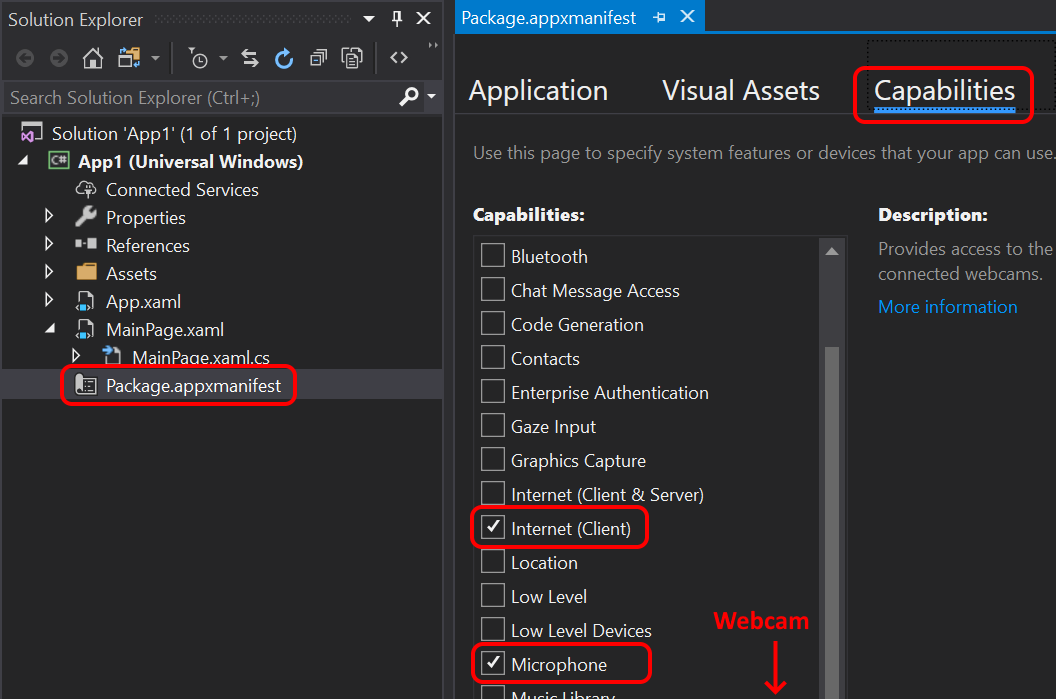 Solution Explorer
Search Solution Explorer (Ctrl+;)
Solution 'App1' (1 of 1 project)
C# App1 (Universal Windows)
Connected Services
Properties
References
Assets
App.xaml
MainPage.xaml
MainPage.xaml.cs
Package.appxmanifest
Package.appxmanifest
Application Visual Assets Capabilities
Use this page to specify system features or devices that your app can use.
Capabilities:
Bluetooth
Chat Message Access
Code Generation
Contacts
Enterprise Authentication
Gaze Input
Graphics Capture
Internet (Client & Server)
Internet (Client)
Location
Low Level
Low Level Devices
Microphone
Music Library
Webcam
Description:
Provides access to the
connected webcams.
More information